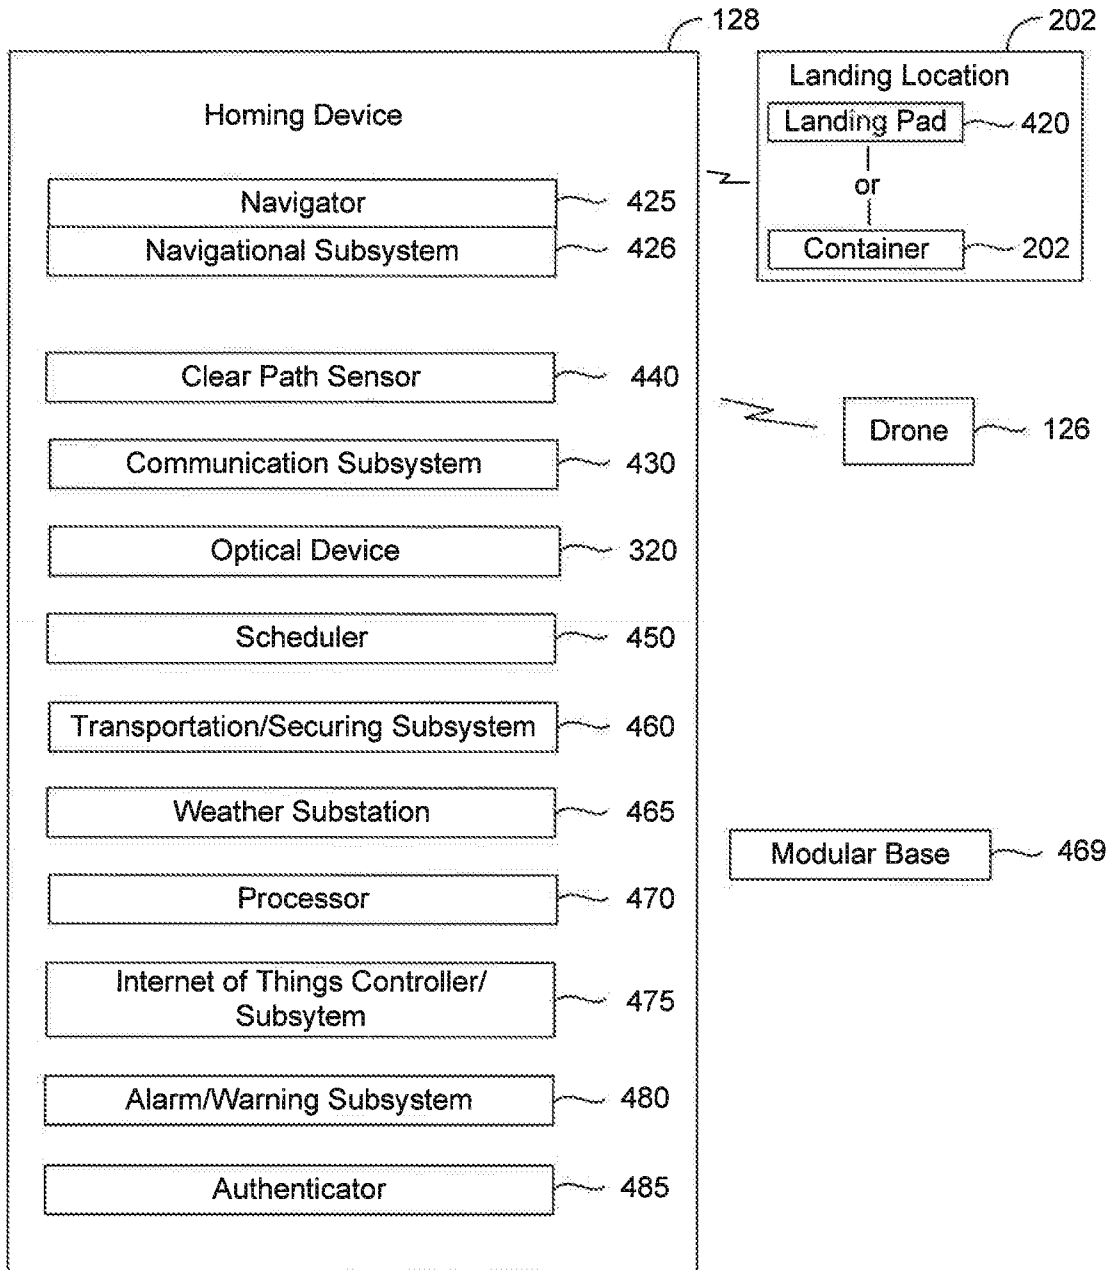 128
202
Homing Device
Landing Location
Landing Pad 420
or
Container 202
Navigator 425
Navigational Subsystem 426
Clear Path Sensor 440
Drone 126
Communication Subsystem 430
Optical Device 320
Scheduler 450
Transportation/Securing Subsystem 460
Weather Substation 465
Modular Base 469
Processor 470
Internet of Things Controller/
Subsytem 475
Alarm/Warning Subsystem 480
Authenticator 485